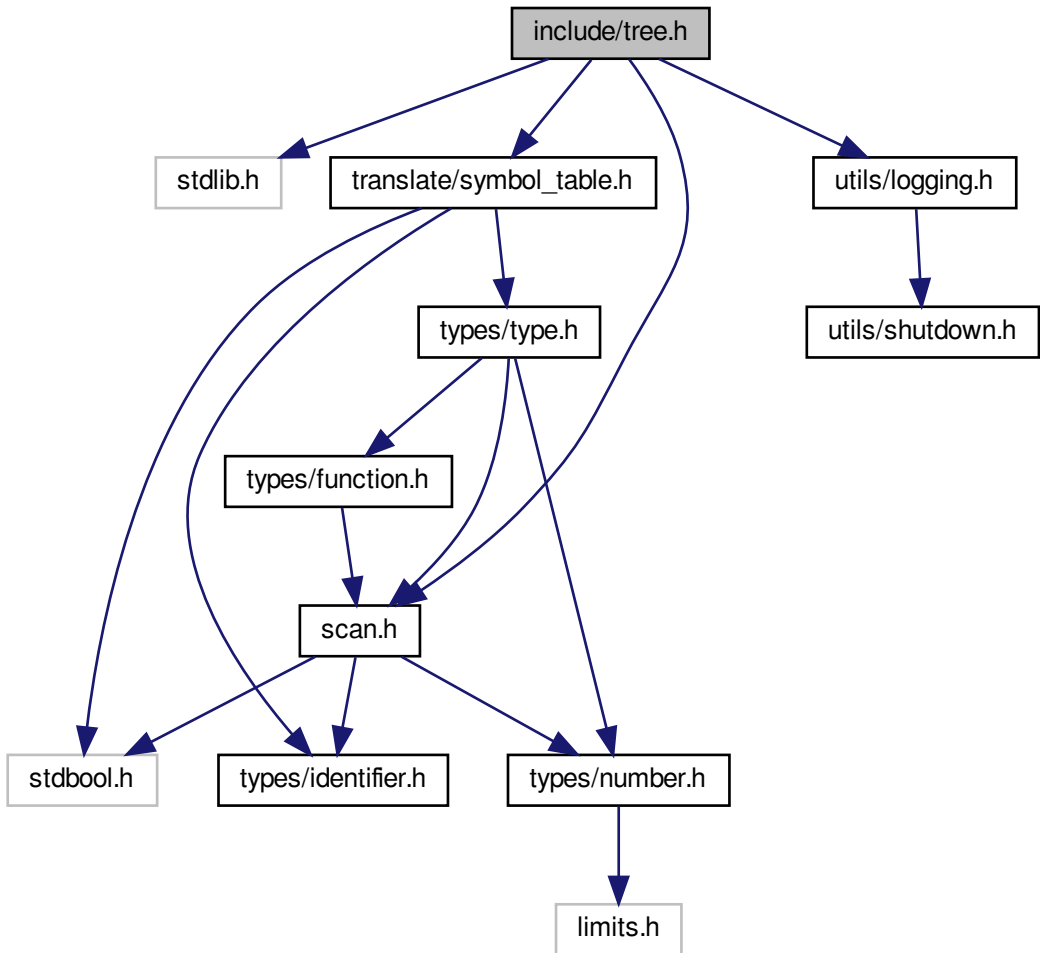 include/tree.h
stdlib.h
translate/symbol_table.h
utils/logging.h
types/type.h
utils/shutdown.h
types/function.h
scan.h
stdbool.h
types/identifier.h
types/number.h
limits.h